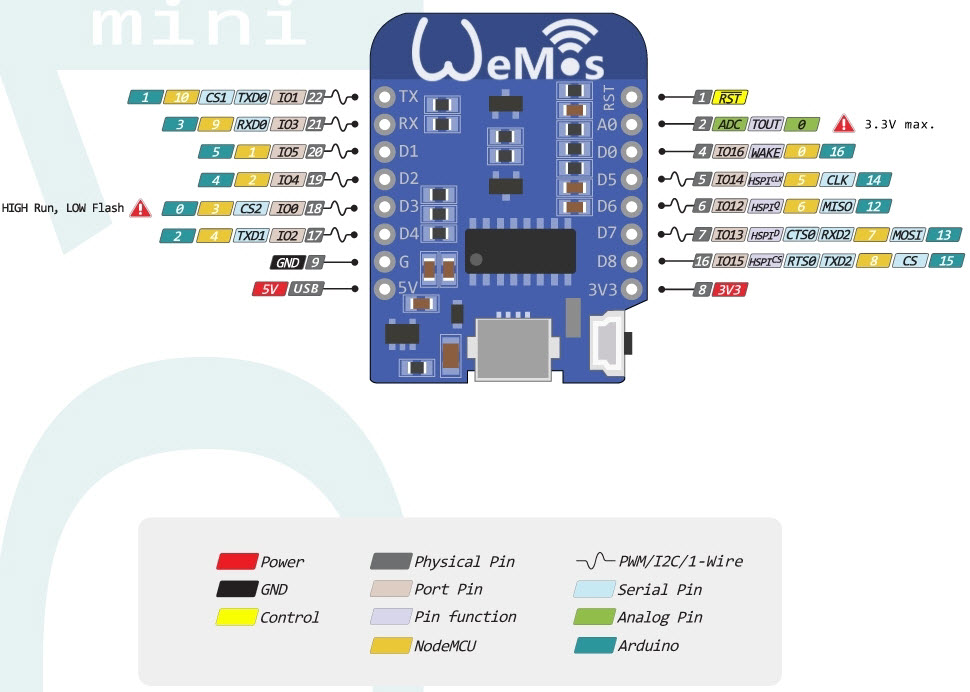 mini
WeMos
1 10 CS1 TXD0 IO1 22 TX RST 1 RST
3 9 RXD0 IO3 21 RX A0 2 ADC TOUT 0 3.3V max.
5 1 IO5 20 D1 D0 4 IO16 WAKE 0 16
4 2 IO4 19 D2 D5 5 IO14 HSPICLK 5 CLK 14
HIGH Run, LOW Flash 0 3 CS2 IO0 18 D3 D6 6 IO12 HSPIQ 6 MISO 12
2 4 TXD1 IO2 17 D4 D7 7 IO13 HSPID CTS0 RXD2 7 MOSI 13
GND 9 G D8 16 IO15 HSPICS RTS0 TXD2 8 CS 15
5V USB 5V 3V3 8 3V3
Power Physical Pin PWM/I2C/1-Wire
GND Port Pin Serial Pin
Control Pin function Analog Pin
NodeMCU Arduino